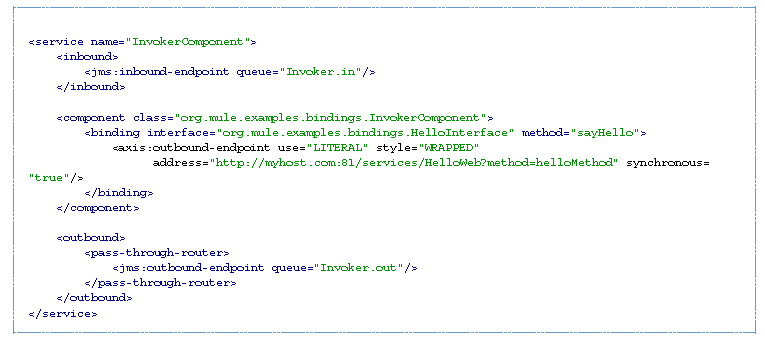 <service name="InvokerComponent">
    <inbound>
        <jms:inbound-endpoint queue="Invoker.in"/>
    </inbound>

    <component class="org.mule.examples.bindings.InvokerComponent">
        <binding interface="org.mule.examples.bindings.HelloInterface" method="sayHello">
            <axis:outbound-endpoint use="LITERAL" style="WRAPPED"
                  address="http://myhost.com:81/services/HelloWeb?method=helloMethod" synchronous=
"true"/>
        </binding>
    </component>

    <outbound>
        <pass-through-router>
            <jms:outbound-endpoint queue="Invoker.out"/>
        </pass-through-router>
    </outbound>
</service>